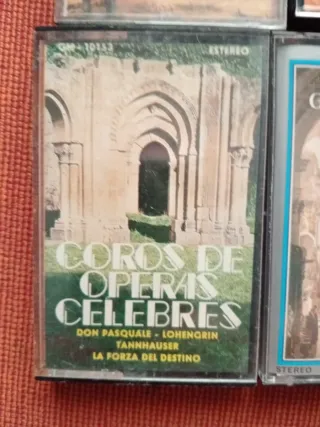 GM - 10153
ESTEREO
COROS DE
OPERAS
CELEBRES
DON PASQUALE - LOHENGRIN
TANNHAUSER
LA FORZA DEL DESTINO
STEREO